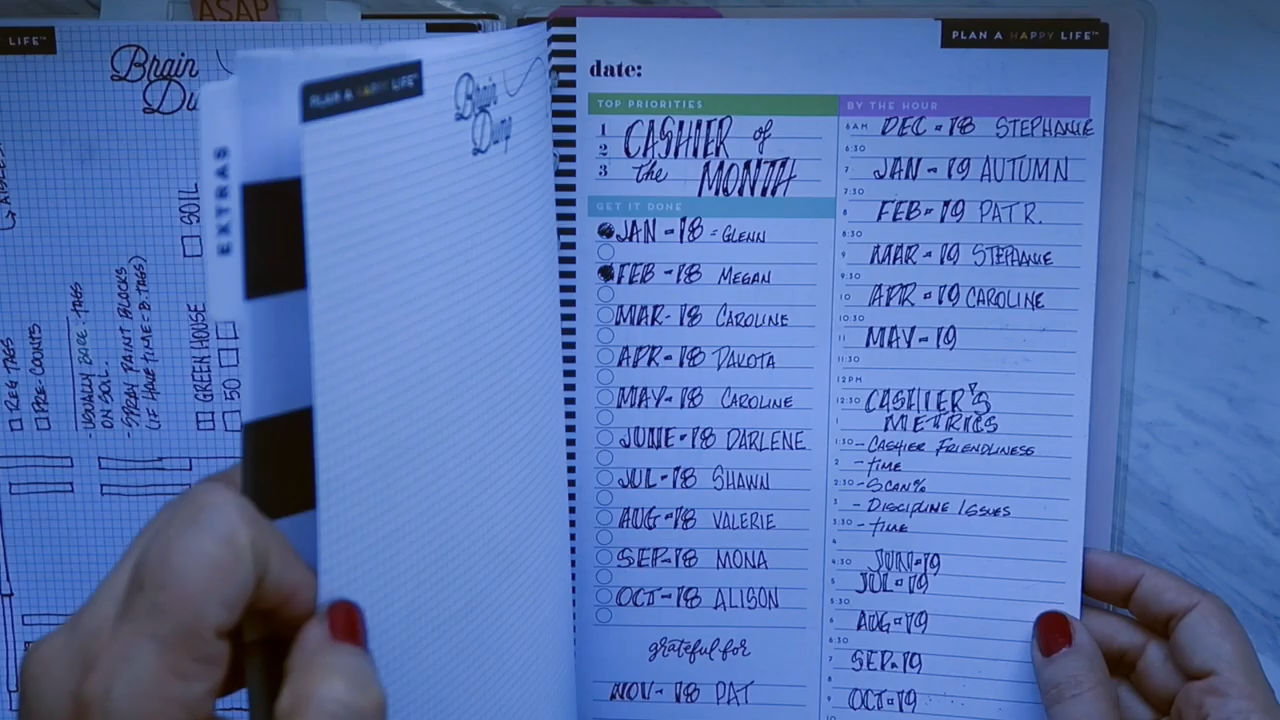 ASAP
LIFE™
Brain
Du
AISLES
REG TAGS
PRE-COUNTS
-USUALLY BOGE. TAGS
ON SOIL.
-SPRAY PAINT BLOCKS
(IF HAVE TIME-B.TAGS)
SOIL
GREEN HOUSE
50
EXTRAS
PLAN A HAPPY LIFE™
Brain
Dump
PLAN A HAPPY LIFE™
date:
TOP PRIORITIES
1 CASHIER of
2
3 the MONTH
GET IT DONE
JAN-18 = GLENN
FEB-18 MEGAN
MAR-18 CAROLINE
APR-18 DAKOTA
MAY-18 CAROLINE
JUNE-18 DARLENE
JUL-18 SHAWN
AUG-18 VALERIE
SEP-18 MONA
OCT-18 ALISON
grateful for
NOV-18 PAT
BY THE HOUR
6AM DEC-18 STEPHANIE
6:30
7 JAN-19 AUTUMN
7:30
8 FEB-19 PATR.
8:30
9 MAR-19 STEPHANIE
9:30
10 APR-19 CAROLINE
10:30
11 MAY-19
11:30
12PM
12:30 CASHIER'S
1 METRICS
1:30 - CASHIER FRIENDLINESS
2 - TIME
2:30 - SCAN%
3 - DISCIPLINE ISSUES
3:30 - TIME
4
4:30 JUN-19
5 JUL-19
5:30
6 AUG-19
6:30
7 SEP-19
8
9 OCT-19
10